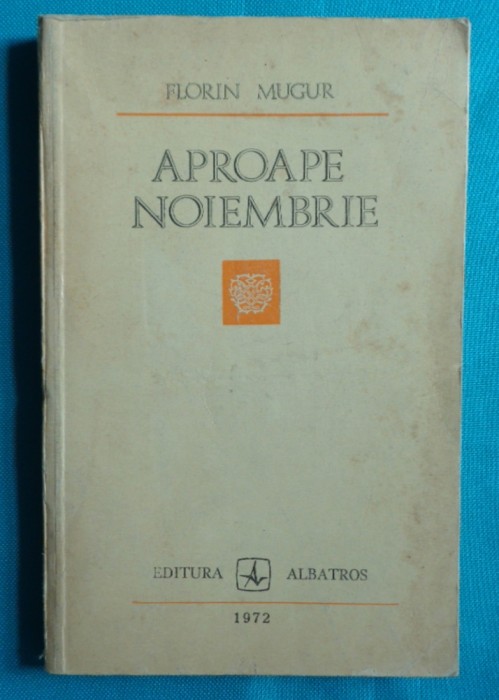 FLORIN MUGUR
APROAPE
NOIEMBRIE
EDITURA ALBATROS
1972